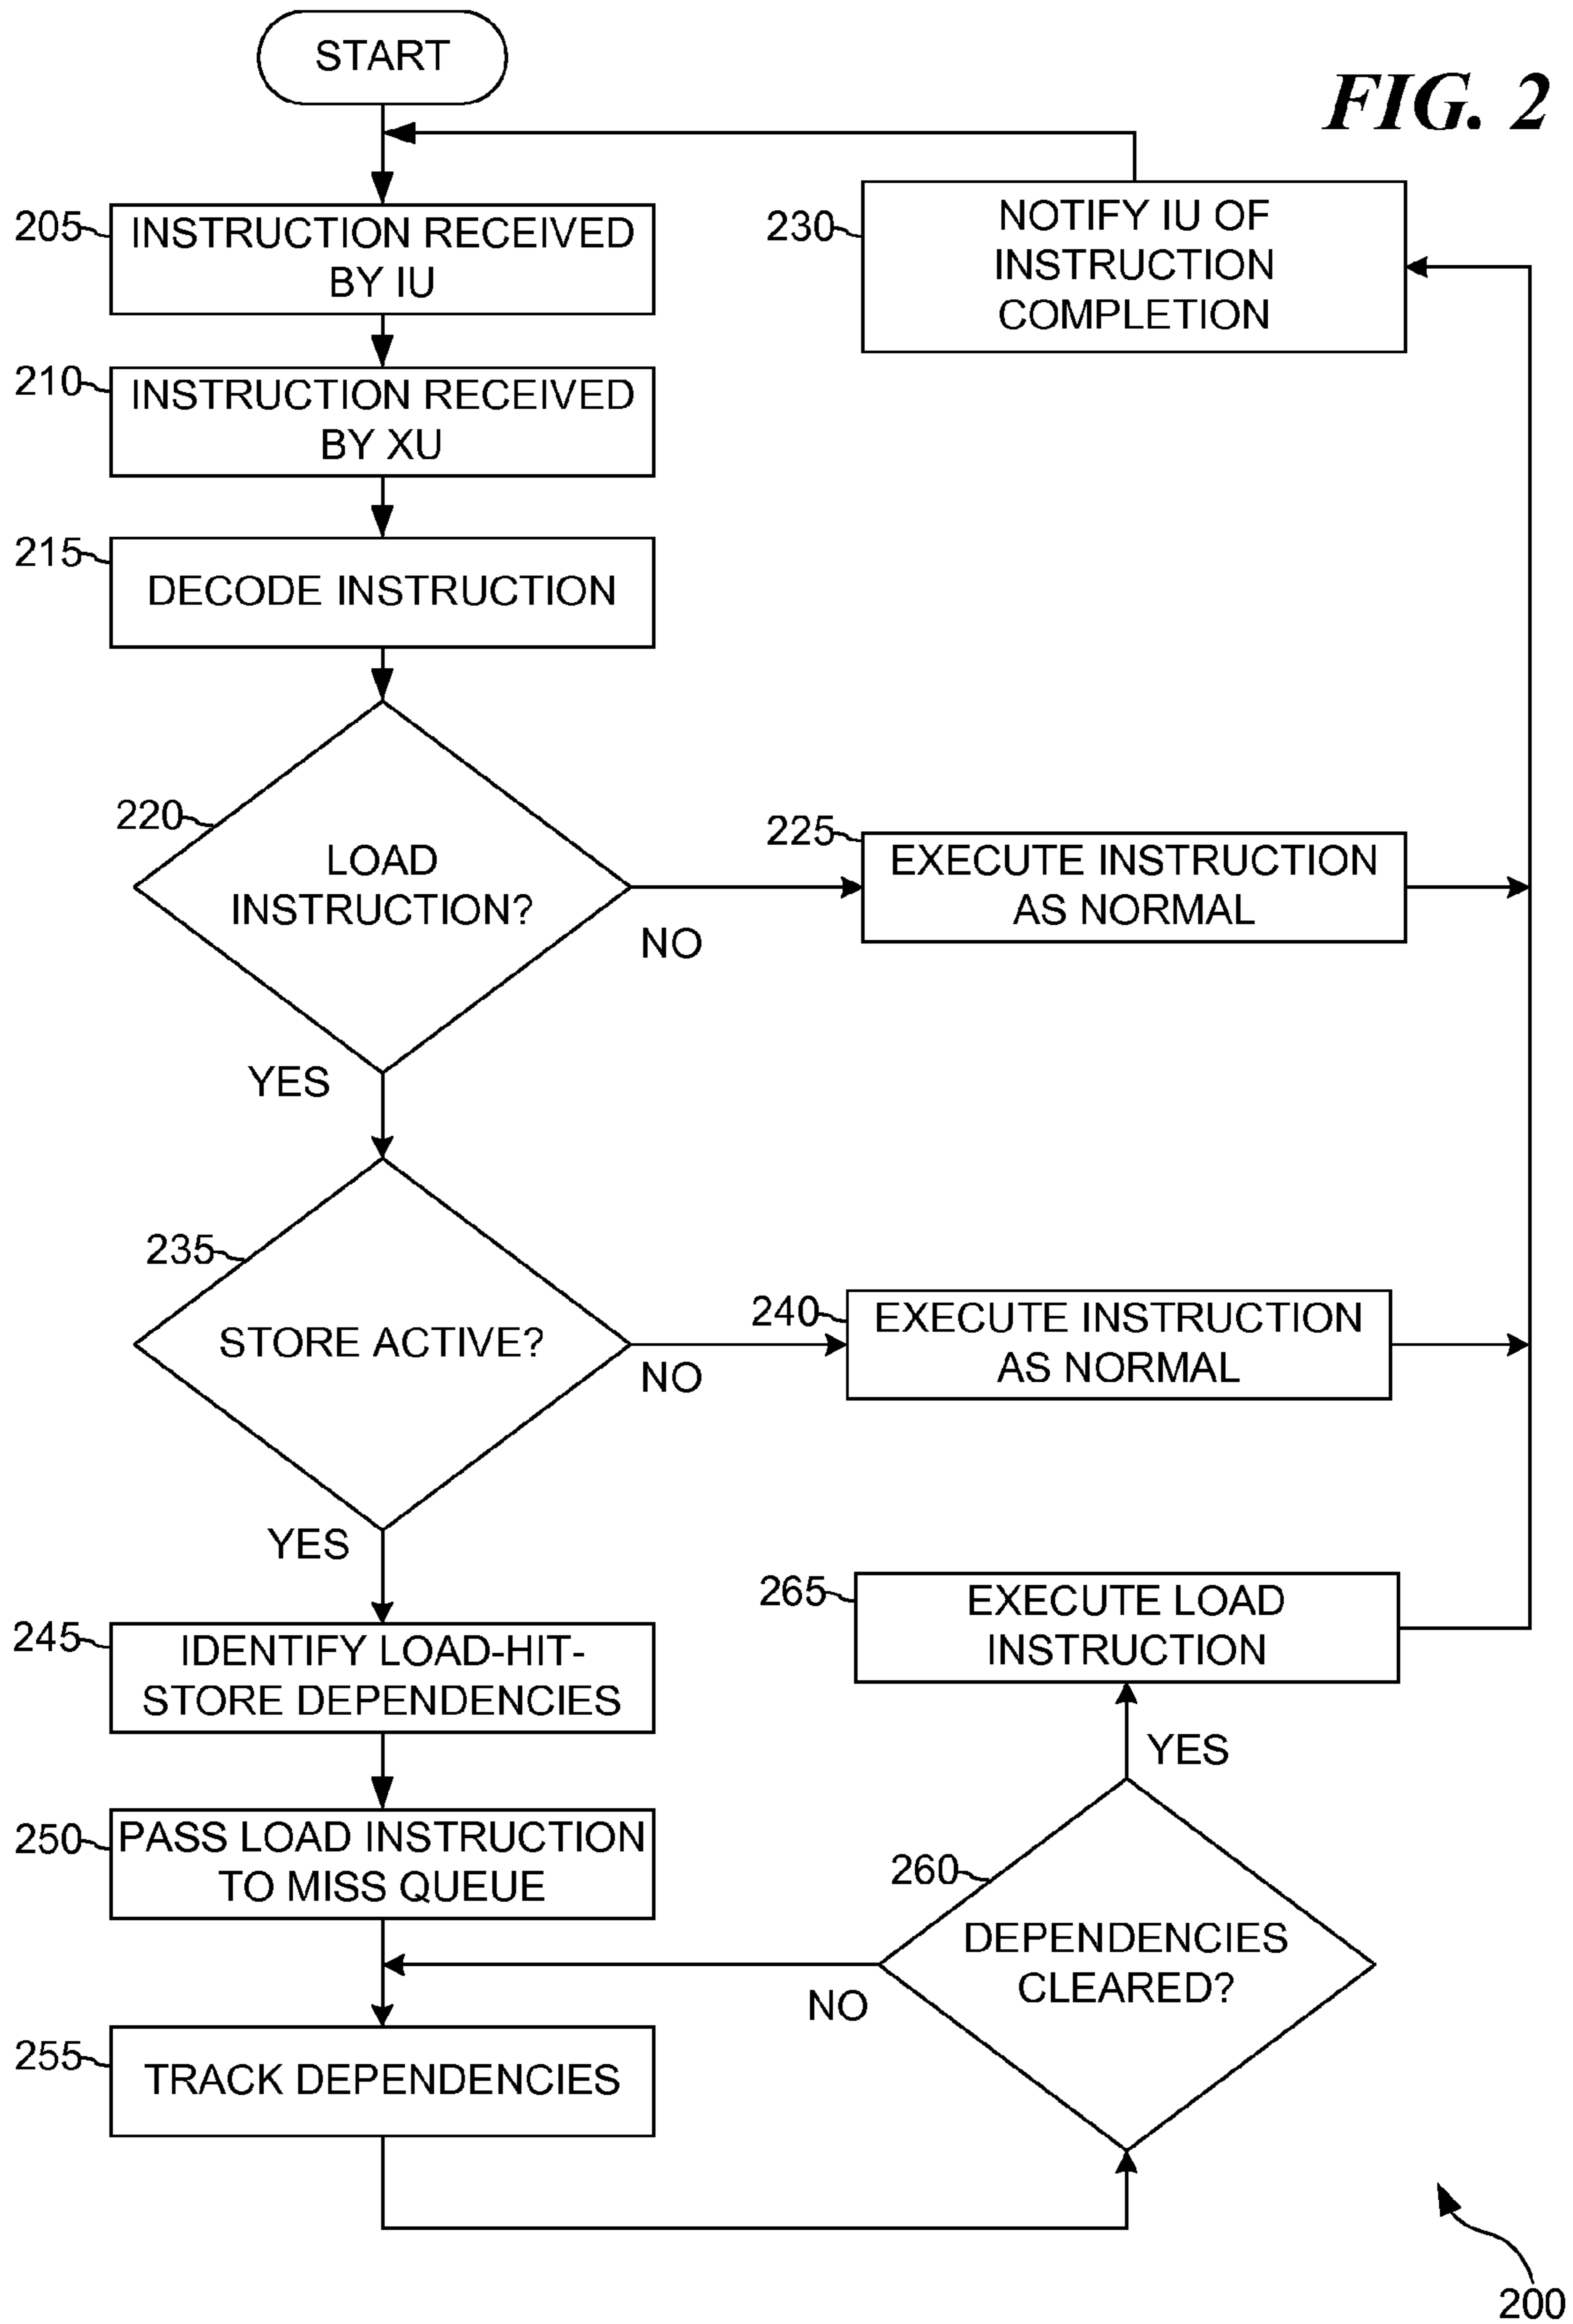 START
FIG. 2
205
INSTRUCTION RECEIVED
BY IU
230
NOTIFY IU OF
INSTRUCTION
COMPLETION
210
INSTRUCTION RECEIVED
BY XU
215
DECODE INSTRUCTION
220
LOAD
INSTRUCTION?
NO
225
EXECUTE INSTRUCTION
AS NORMAL
YES
235
STORE ACTIVE?
NO
240
EXECUTE INSTRUCTION
AS NORMAL
YES
245
IDENTIFY LOAD-HIT-
STORE DEPENDENCIES
265
EXECUTE LOAD
INSTRUCTION
YES
250
PASS LOAD INSTRUCTION
TO MISS QUEUE
260
DEPENDENCIES
CLEARED?
NO
255
TRACK DEPENDENCIES
200